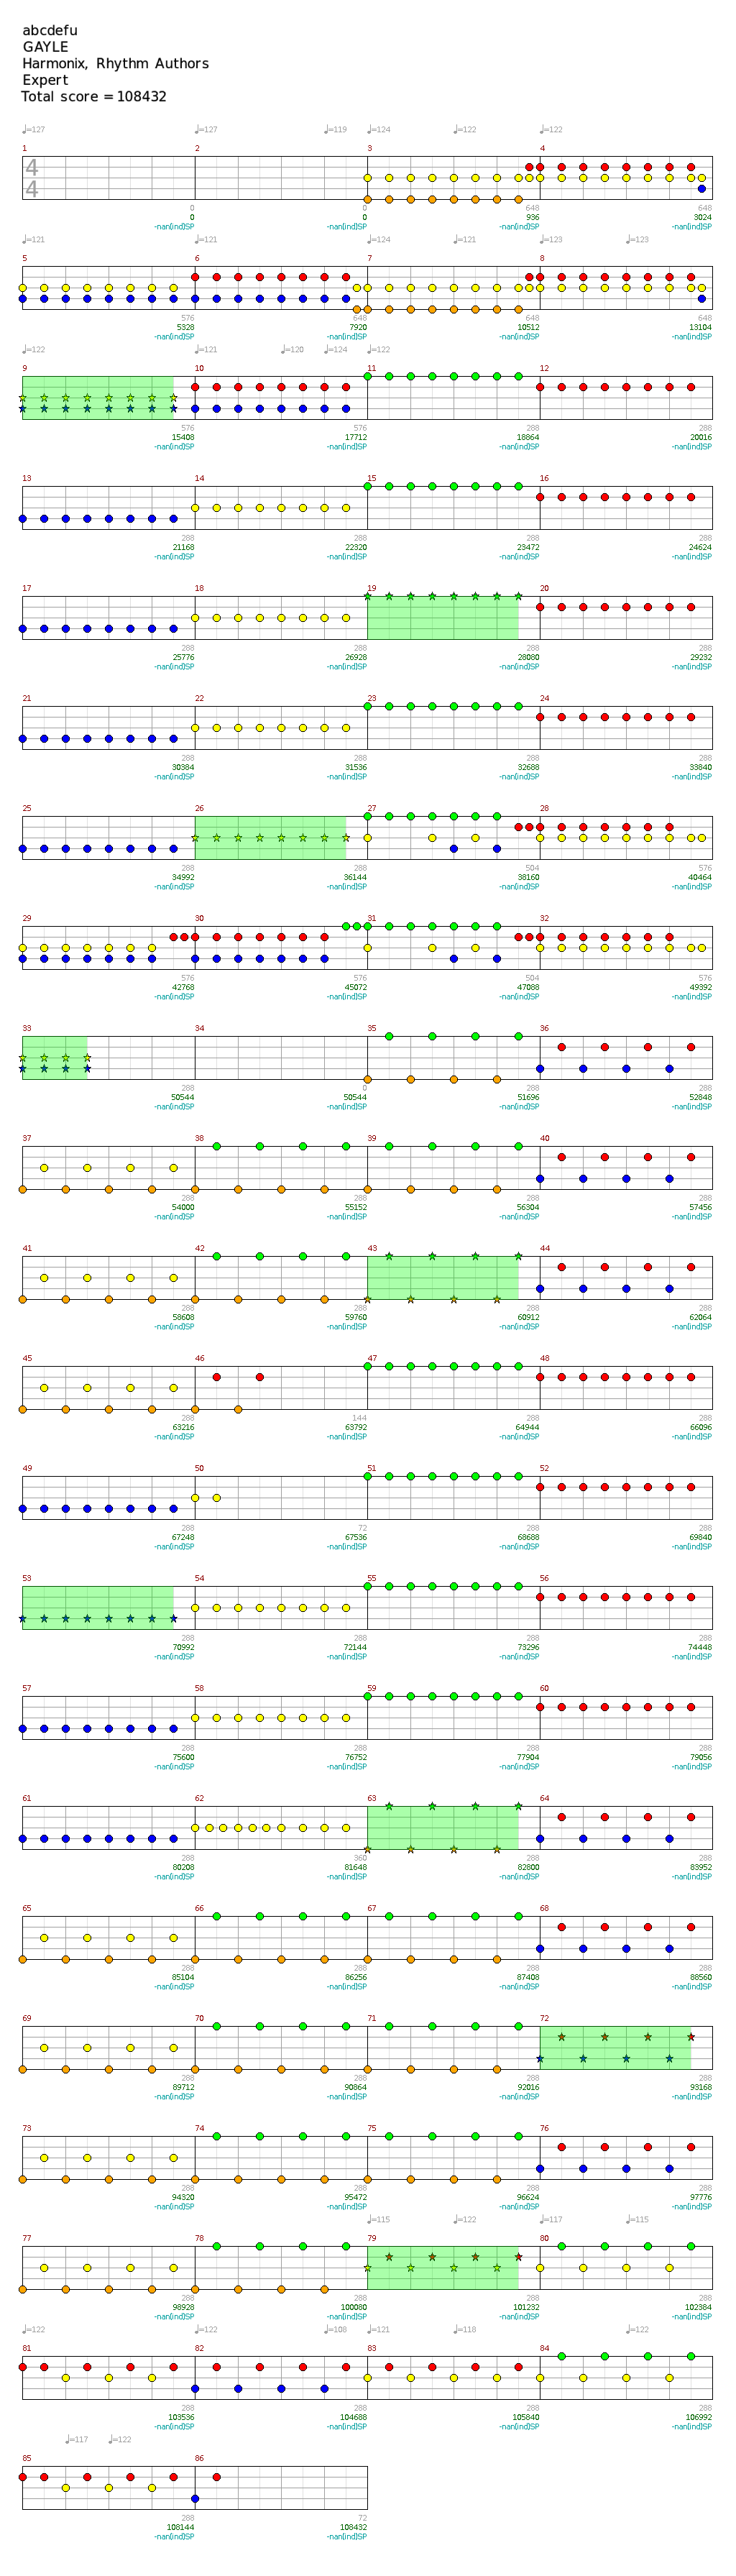 abcdefu
GAYLE
Harmonix, Rhythm Authors
Expert
Total score = 108432
♩=127 ♩=127 ♩=119 ♩=124 ♩=122 ♩=122
1 2 3 4
4
4
0 0 648 648
0 0 936 3024
-nan(ind)SP -nan(ind)SP -nan(ind)SP -nan(ind)SP
♩=121 ♩=121 ♩=124 ♩=121 ♩=123 ♩=123
5 6 7 8
576 648 648 648
5328 7920 10512 13104
-nan(ind)SP -nan(ind)SP -nan(ind)SP -nan(ind)SP
♩=122 ♩=121 ♩=120 ♩=124 ♩=122
9 10 11 12
576 576 288 288
15408 17712 18864 20016
-nan(ind)SP -nan(ind)SP -nan(ind)SP -nan(ind)SP
13 14 15 16
288 288 288 288
21168 22320 23472 24624
-nan(ind)SP -nan(ind)SP -nan(ind)SP -nan(ind)SP
17 18 19 20
288 288 288 288
25776 26928 28080 29232
-nan(ind)SP -nan(ind)SP -nan(ind)SP -nan(ind)SP
21 22 23 24
288 288 288 288
30384 31536 32688 33840
-nan(ind)SP -nan(ind)SP -nan(ind)SP -nan(ind)SP
25 26 27 28
288 288 504 576
34992 36144 38160 40464
-nan(ind)SP -nan(ind)SP -nan(ind)SP -nan(ind)SP
29 30 31 32
576 576 504 576
42768 45072 47088 49392
-nan(ind)SP -nan(ind)SP -nan(ind)SP -nan(ind)SP
33 34 35 36
288 0 288 288
50544 50544 51696 52848
-nan(ind)SP -nan(ind)SP -nan(ind)SP -nan(ind)SP
37 38 39 40
288 288 288 288
54000 55152 56304 57456
-nan(ind)SP -nan(ind)SP -nan(ind)SP -nan(ind)SP
41 42 43 44
288 288 288 288
58608 59760 60912 62064
-nan(ind)SP -nan(ind)SP -nan(ind)SP -nan(ind)SP
45 46 47 48
288 144 288 288
63216 63792 64944 66096
-nan(ind)SP -nan(ind)SP -nan(ind)SP -nan(ind)SP
49 50 51 52
288 72 288 288
67248 67536 68688 69840
-nan(ind)SP -nan(ind)SP -nan(ind)SP -nan(ind)SP
53 54 55 56
288 288 288 288
70992 72144 73296 74448
-nan(ind)SP -nan(ind)SP -nan(ind)SP -nan(ind)SP
57 58 59 60
288 288 288 288
75600 76752 77904 79056
-nan(ind)SP -nan(ind)SP -nan(ind)SP -nan(ind)SP
61 62 63 64
288 360 288 288
80208 81648 82800 83952
-nan(ind)SP -nan(ind)SP -nan(ind)SP -nan(ind)SP
65 66 67 68
288 288 288 288
85104 86256 87408 88560
-nan(ind)SP -nan(ind)SP -nan(ind)SP -nan(ind)SP
69 70 71 72
288 288 288 288
89712 90864 92016 93168
-nan(ind)SP -nan(ind)SP -nan(ind)SP -nan(ind)SP
73 74 75 76
288 288 288 288
94320 95472 96624 97776
-nan(ind)SP -nan(ind)SP -nan(ind)SP -nan(ind)SP
♩=115 ♩=122 ♩=117 ♩=115
77 78 79 80
288 288 288 288
98928 100080 101232 102384
-nan(ind)SP -nan(ind)SP -nan(ind)SP -nan(ind)SP
♩=122 ♩=122 ♩=108 ♩=121 ♩=118 ♩=122
81 82 83 84
288 288 288 288
103536 104688 105840 106992
-nan(ind)SP -nan(ind)SP -nan(ind)SP -nan(ind)SP
♩=117 ♩=122
85 86
288 72
108144 108432
-nan(ind)SP -nan(ind)SP